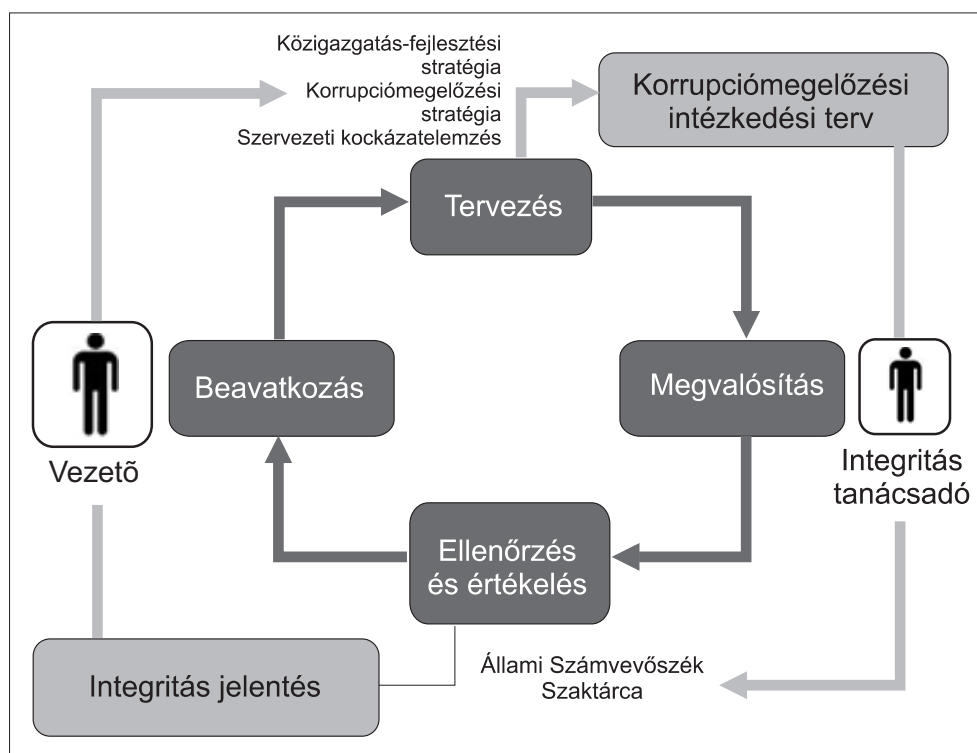 Közigazgatás-fejlesztési
stratégia
Korrupciómegelőzési
stratégia
Szervezeti kockázatelemzés
Korrupciómegelőzési
intézkedési terv
Tervezés
Beavatkozás
Megvalósítás
Vezetõ
Integritás
tanácsadó
Ellenőrzés
és értékelés
Integritás jelentés
Állami Számvevőszék
Szaktárca